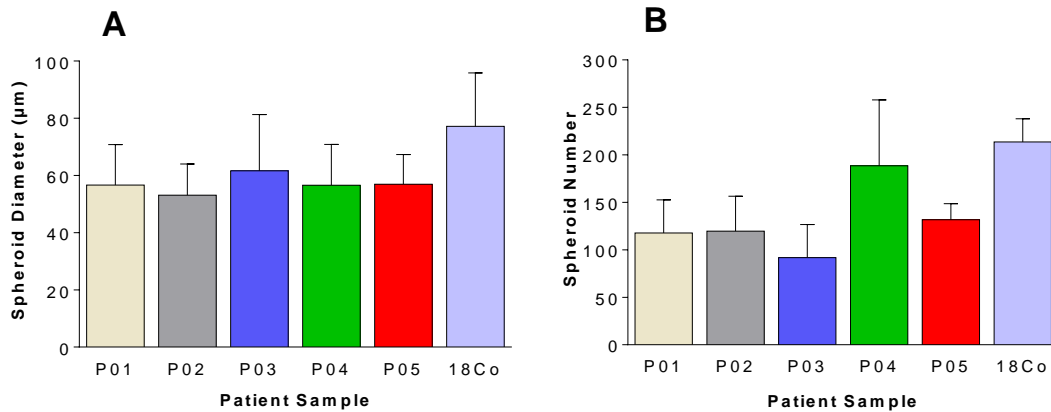 A
Spheroid Diameter (µm)
100
80
60
40
20
0
P01 P02 P03 P04 P05 18Co
Patient Sample
B
Spheroid Number
300
250
200
150
100
50
0
P01 P02 P03 P04 P05 18Co
Patient Sample